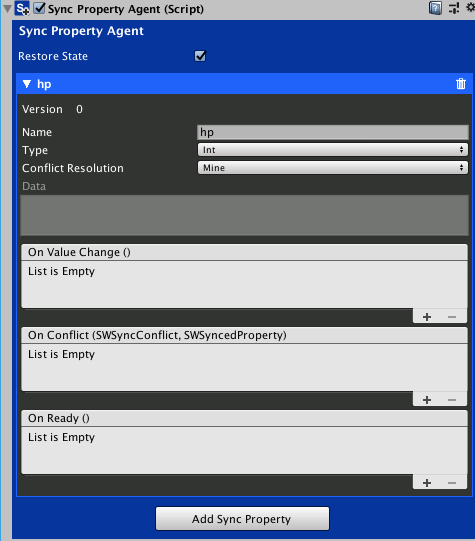 Sync Property Agent (Script)
Sync Property Agent
Restore State
hp
Version 0
Name hp
Type Int
Conflict Resolution Mine
Data
On Value Change ()
List is Empty
+ −
On Conflict (SWSyncConflict, SWSyncedProperty)
List is Empty
+ −
On Ready ()
List is Empty
+ −
Add Sync Property